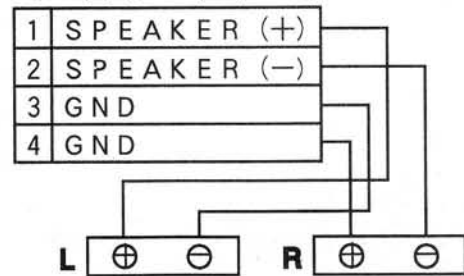 1 SPEAKER (+)
2 SPEAKER (−)
3 GND
4 GND
L ⊕ ⊖ R ⊕ ⊖